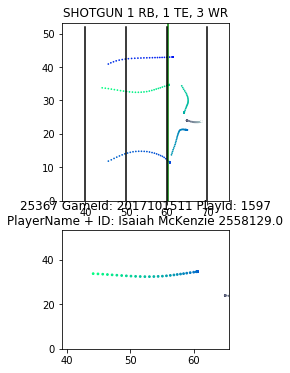 SHOTGUN 1 RB, 1 TE, 3 WR
50
40
30
20
10
0
40 50 60 70
25367 GameId: 2017101511 PlayId: 1597
PlayerName + ID: Isaiah McKenzie 2558129.0
40
20
0
40 50 60